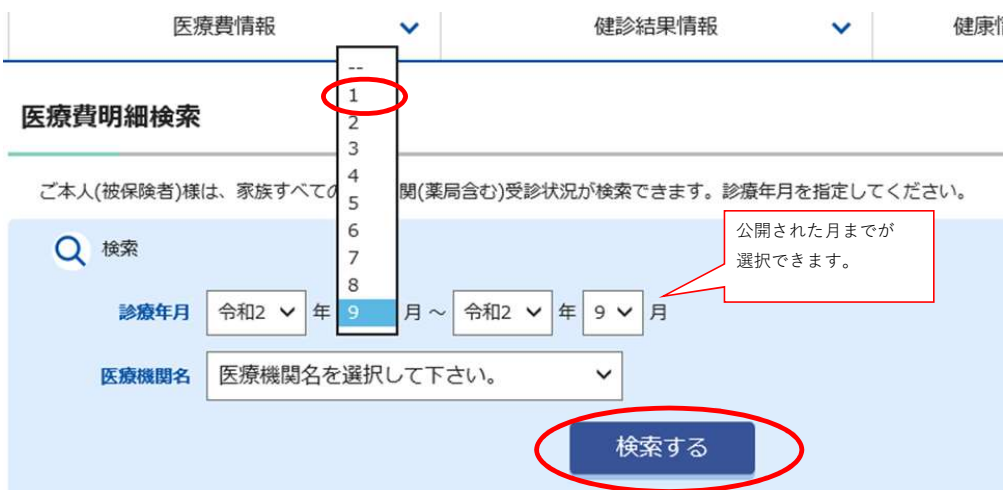 医療費情報
健診結果情報
健康情
医療費明細検索
--
1
2
3
4
5
6
7
8
9
ご本人(被保険者)様は、家族すべての
関(薬局含む)受診状況が検索できます。診療年月を指定してください。
検索
公開された月までが
選択できます。
診療年月 令和2 年 9 月 ~ 令和2 年 9 月
医療機関名 医療機関名を選択して下さい。
検索する